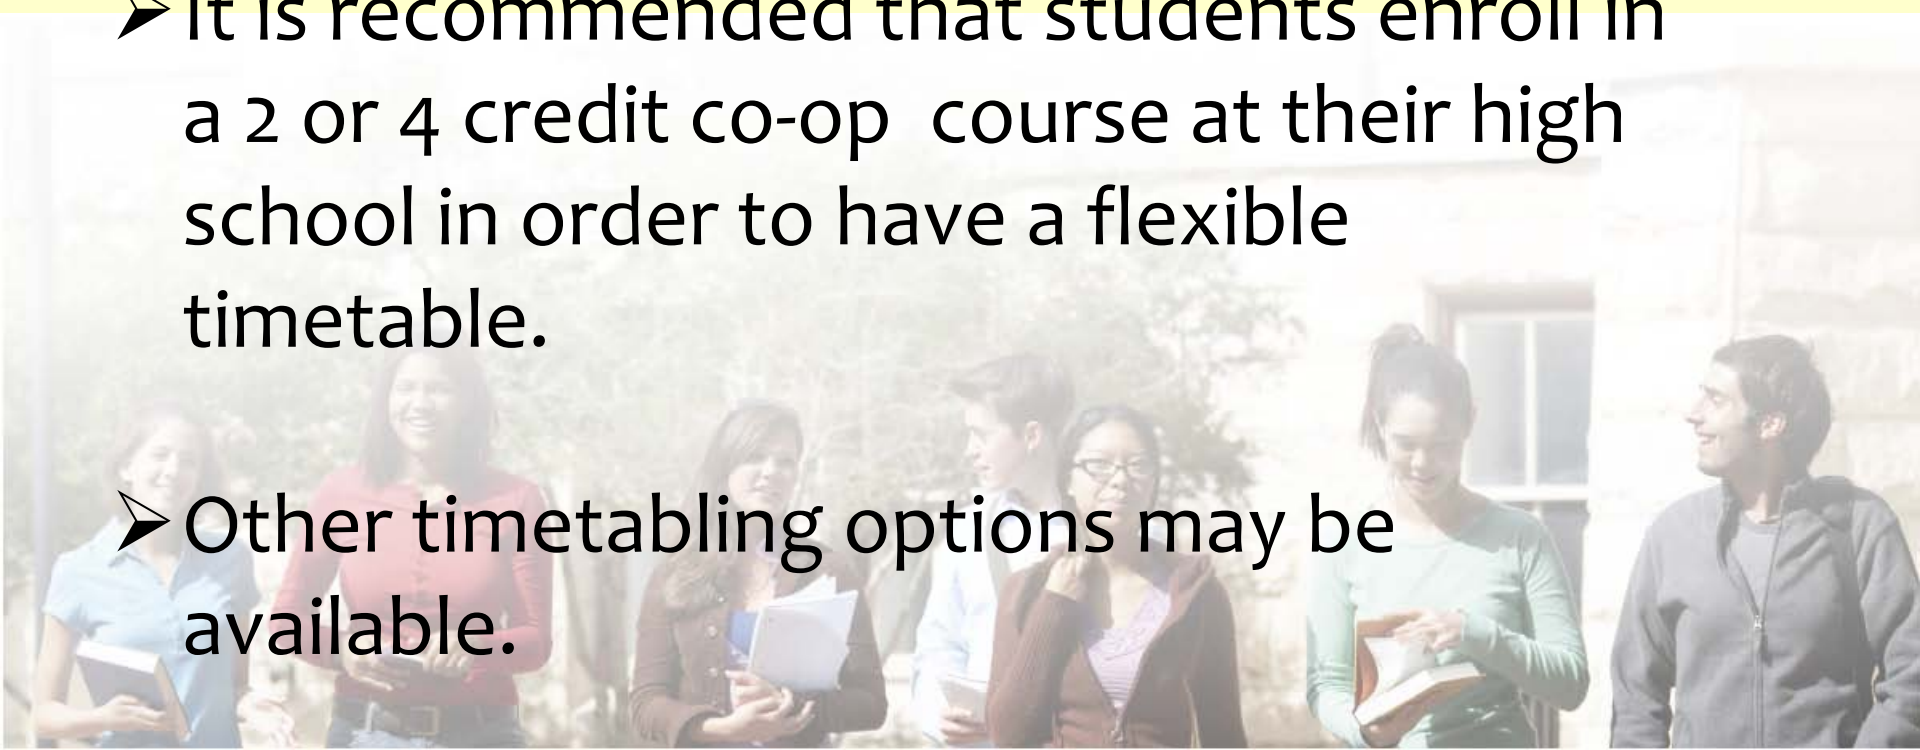 ➢It is recommended that students enroll in
a 2 or 4 credit co-op  course at their high
school in order to have a flexible
timetable.
➢Other timetabling options may be
available.